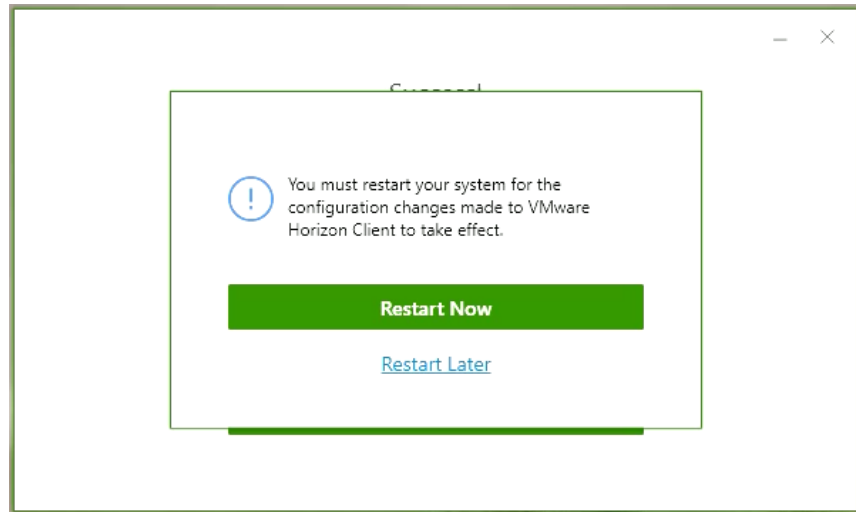 You must restart your system for the
configuration changes made to VMware
Horizon Client to take effect.
Restart Now
Restart Later